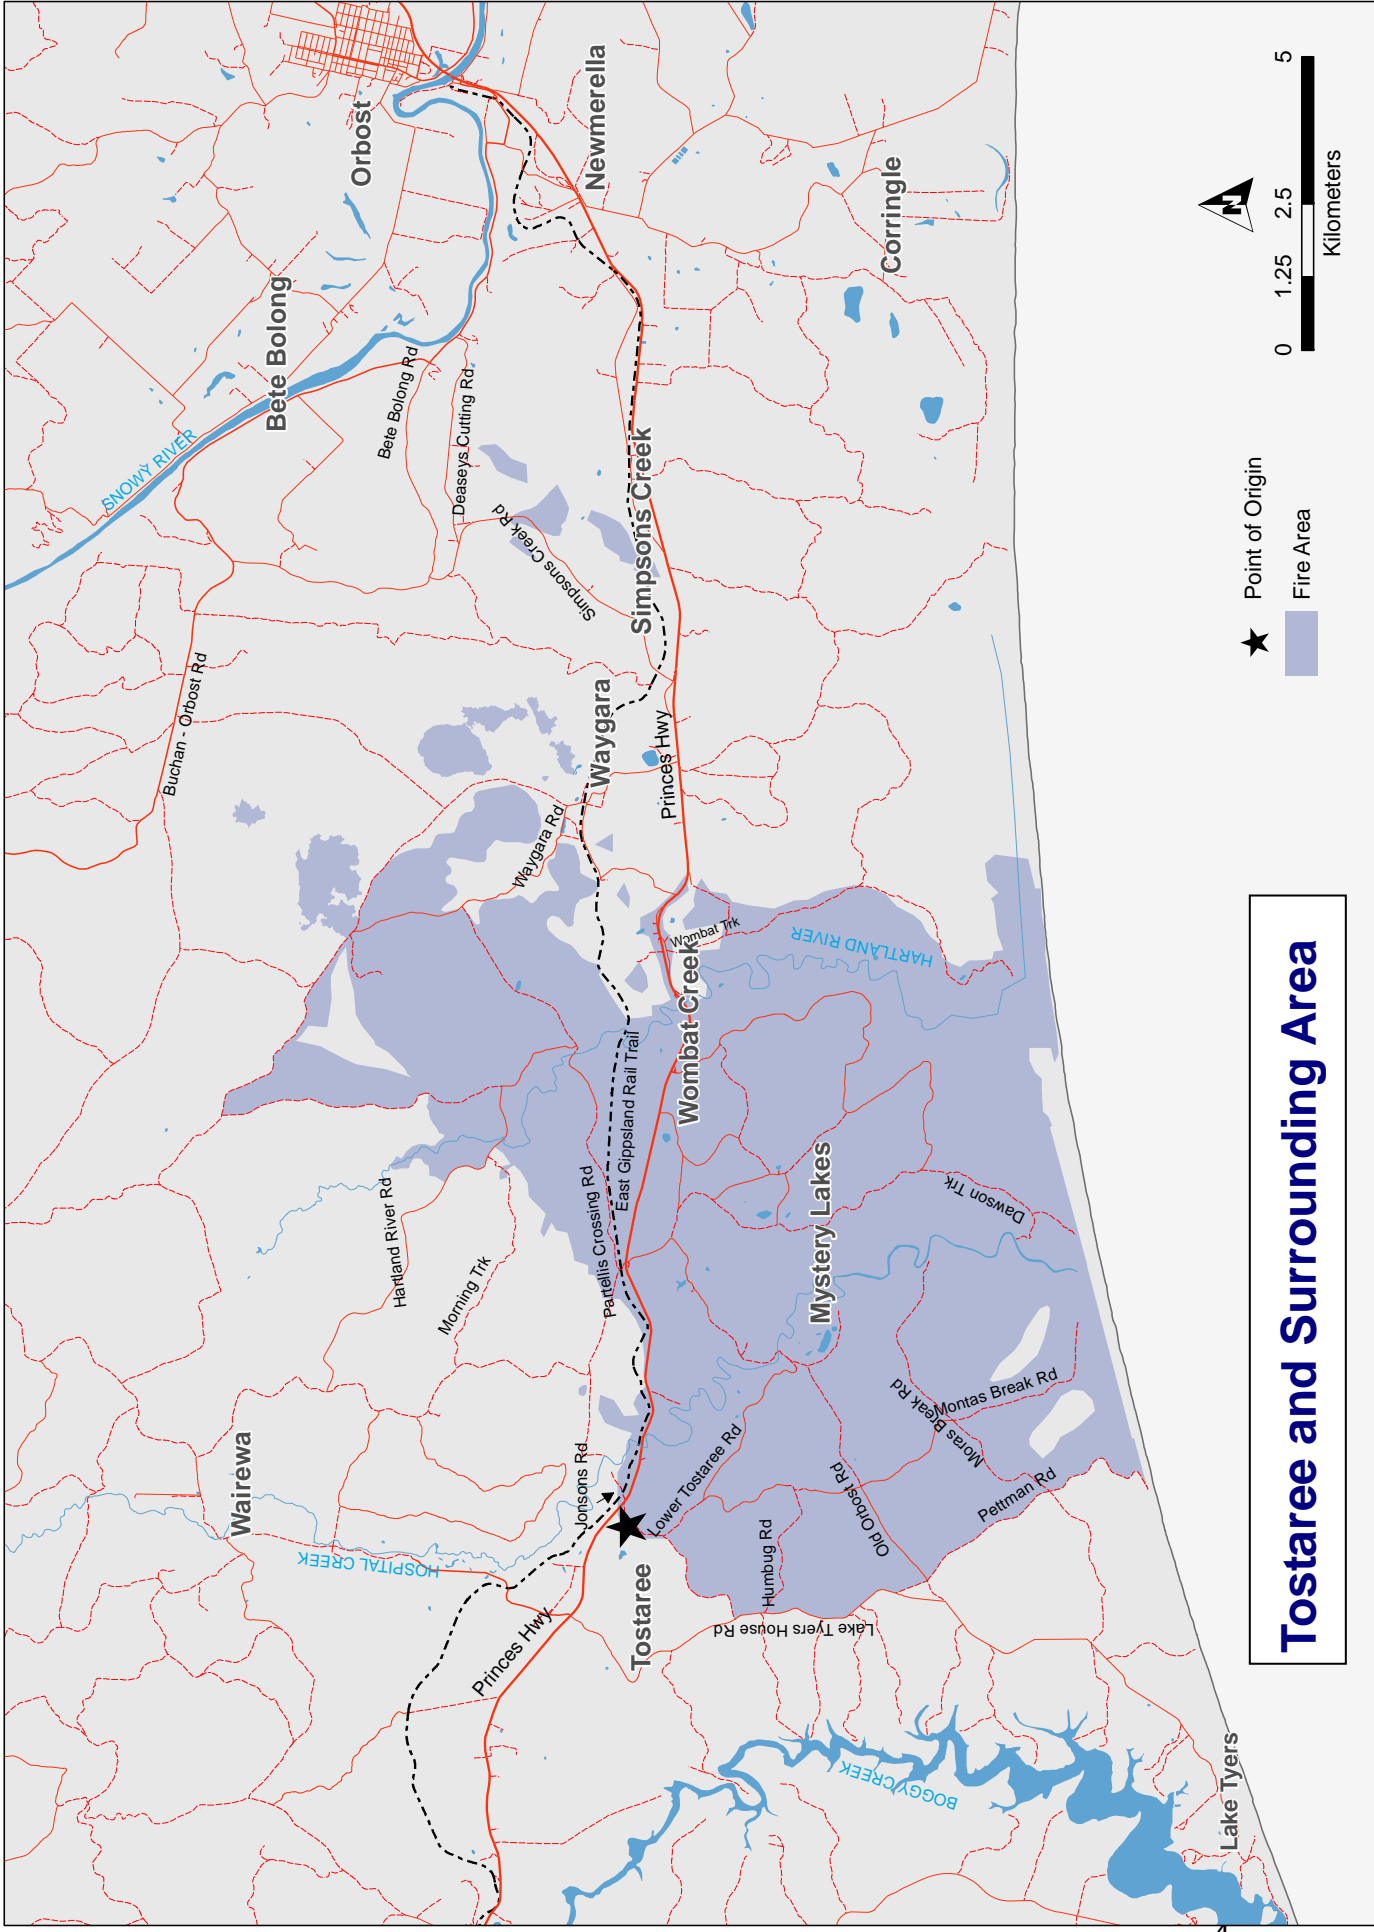 Orbost
Newmerella
Bete Bolong
Corringle
SNOWY RIVER
Bete Bolong Rd
Deaseys Cutting Rd
Simpsons Creek Rd
Simpsons Creek
Buchan - Orbost Rd
Waygara
Princes Hwy
Waygara Rd
Wombat Trk
HARTLAND RIVER
Wombat Creek
East Gippsland Rail Trail
Partellis Crossing Rd
Hartland River Rd
Morning Trk
Mystery Lakes
Dawson Trk
Wairewa
HOSPITAL CREEK
Jonsons Rd
Lower Tostaree Rd
Moras Break Rd
Montas Break Rd
Old Orbost Rd
Pettman Rd
Humbug Rd
Tostaree
Lake Tyers House Rd
Princes Hwy
BOGGY CREEK
Lake Tyers
N
0 1.25 2.5 5
Kilometers
Point of Origin
Fire Area
Tostaree and Surrounding Area